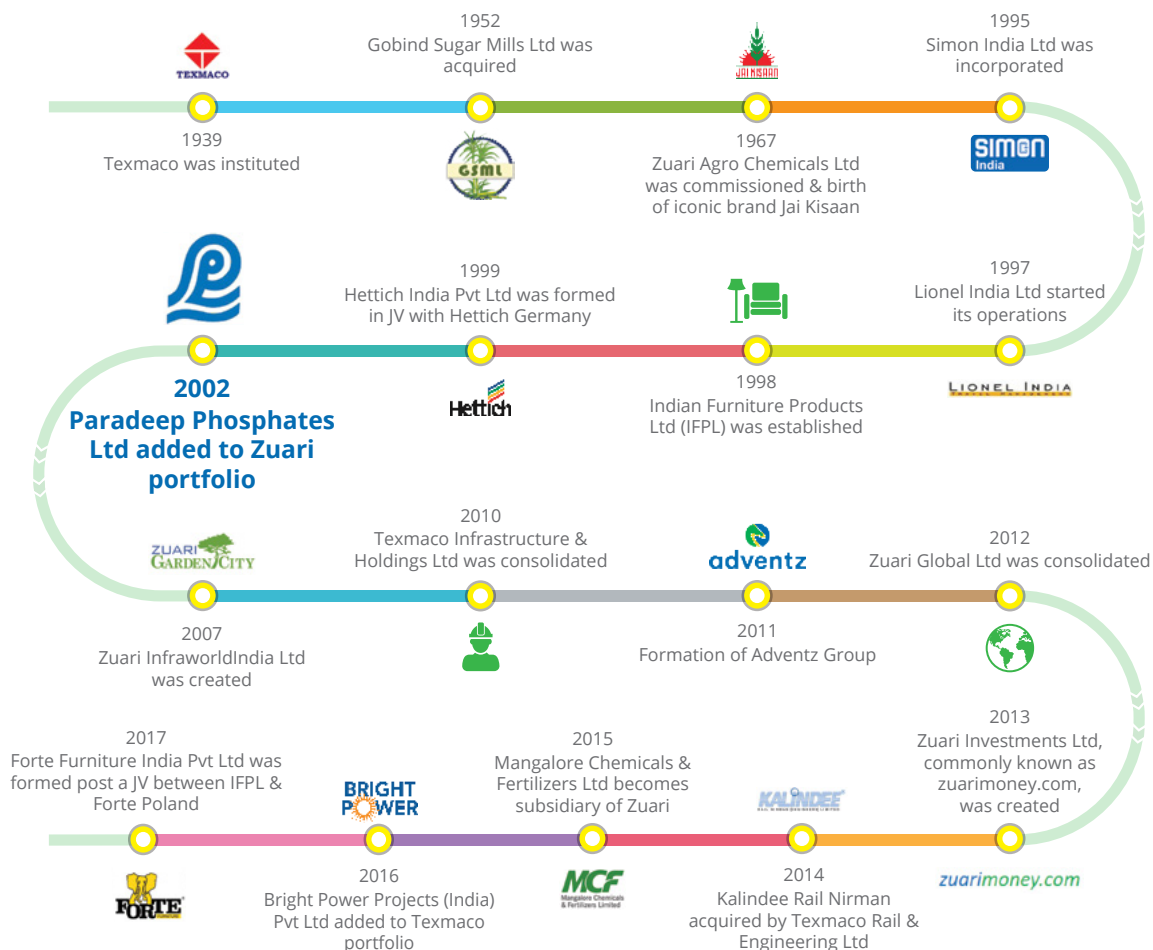 TEXMACO
1939
Texmaco was instituted
1952
Gobind Sugar Mills Ltd was
acquired
GSML
JAI KISAAN
1967
Zuari Agro Chemicals Ltd
was commissioned & birth
of iconic brand Jai Kisaan
1995
Simon India Ltd was
incorporated
SIMON
India
1997
Lionel India Ltd started
its operations
LIONEL INDIA
TRAVEL MANAGEMENT
1998
Indian Furniture Products
Ltd (IFPL) was established
1999
Hettich India Pvt Ltd was formed
in JV with Hettich Germany
Hettich
2002
Paradeep Phosphates
Ltd added to Zuari
portfolio
ZUARI
GARDEN CITY
2007
Zuari InfraworldIndia Ltd
was created
2010
Texmaco Infrastructure &
Holdings Ltd was consolidated
adventz
2011
Formation of Adventz Group
2012
Zuari Global Ltd was consolidated
2013
Zuari Investments Ltd,
commonly known as
zuarimoney.com,
was created
zuarimoney.com
KALINDEE
2014
Kalindee Rail Nirman
acquired by Texmaco Rail &
Engineering Ltd
2015
Mangalore Chemicals &
Fertilizers Ltd becomes
subsidiary of Zuari
MCF
Mangalore Chemicals
& Fertilizers Limited
BRIGHT
POWER
2016
Bright Power Projects (India)
Pvt Ltd added to Texmaco
portfolio
2017
Forte Furniture India Pvt Ltd was
formed post a JV between IFPL &
Forte Poland
FORTE
FURNITURE